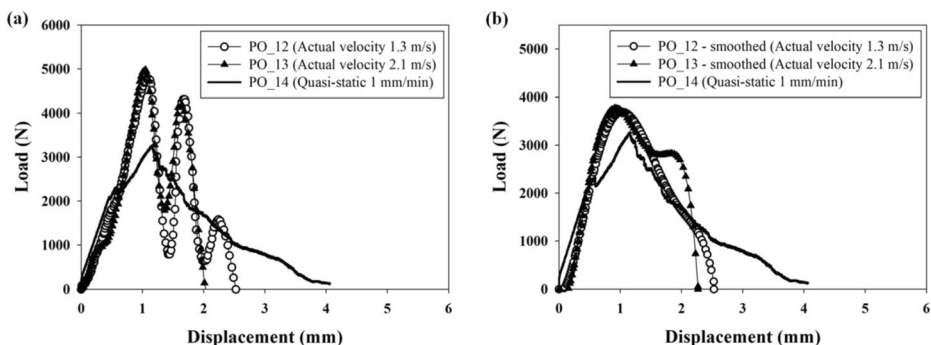 (a)
6000
5000
4000
3000
2000
1000
0
Load (N)
PO_12 (Actual velocity 1.3 m/s)
PO_13 (Actual velocity 2.1 m/s)
PO_14 (Quasi-static 1 mm/min)
0 1 2 3 4 5 6
Displacement (mm)
(b)
5000
4000
3000
2000
1000
0
Load (N)
PO_12 - smoothed (Actual velocity 1.3 m/s)
PO_13 - smoothed (Actual velocity 2.1 m/s)
PO_14 (Quasi-static 1 mm/min)
0 1 2 3 4 5 6
Displacement (mm)